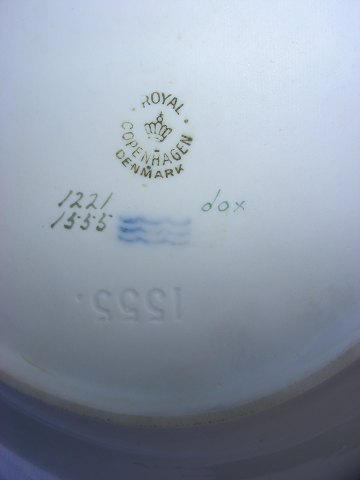 ROYAL
COPENHAGEN
DENMARK
1221
1555
dox
1555.